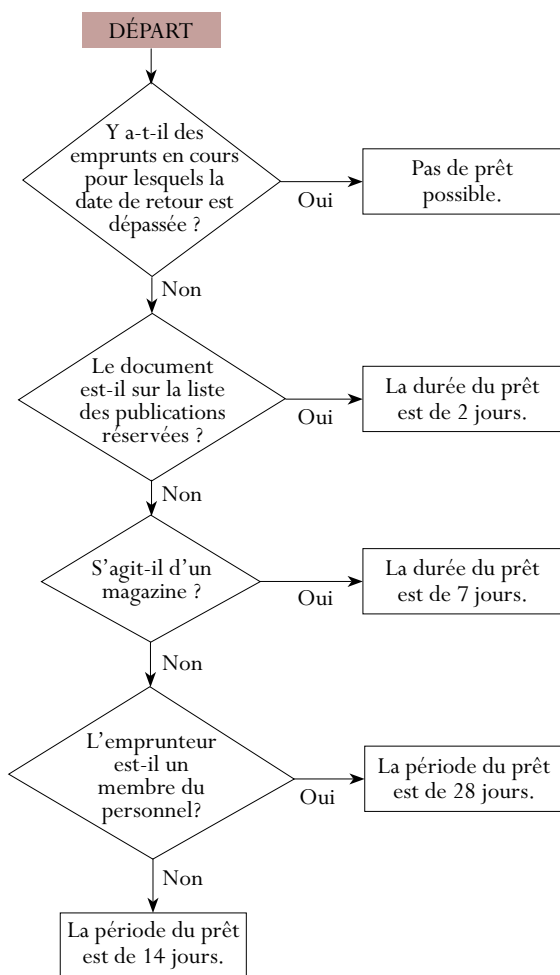 DÉPART
Y a-t-il des
emprunts en cours
pour lesquels la
date de retour est
dépassée ?
Oui
Pas de prêt
possible.
Non
Le document
est-il sur la liste
des publications
réservées ?
Oui
La durée du prêt
est de 2 jours.
Non
S’agit-il d’un
magazine ?
Oui
La durée du prêt
est de 7 jours.
Non
L’emprunteur
est-il un
membre du
personnel?
Oui
La période du prêt
est de 28 jours.
Non
La période du prêt
est de 14 jours.